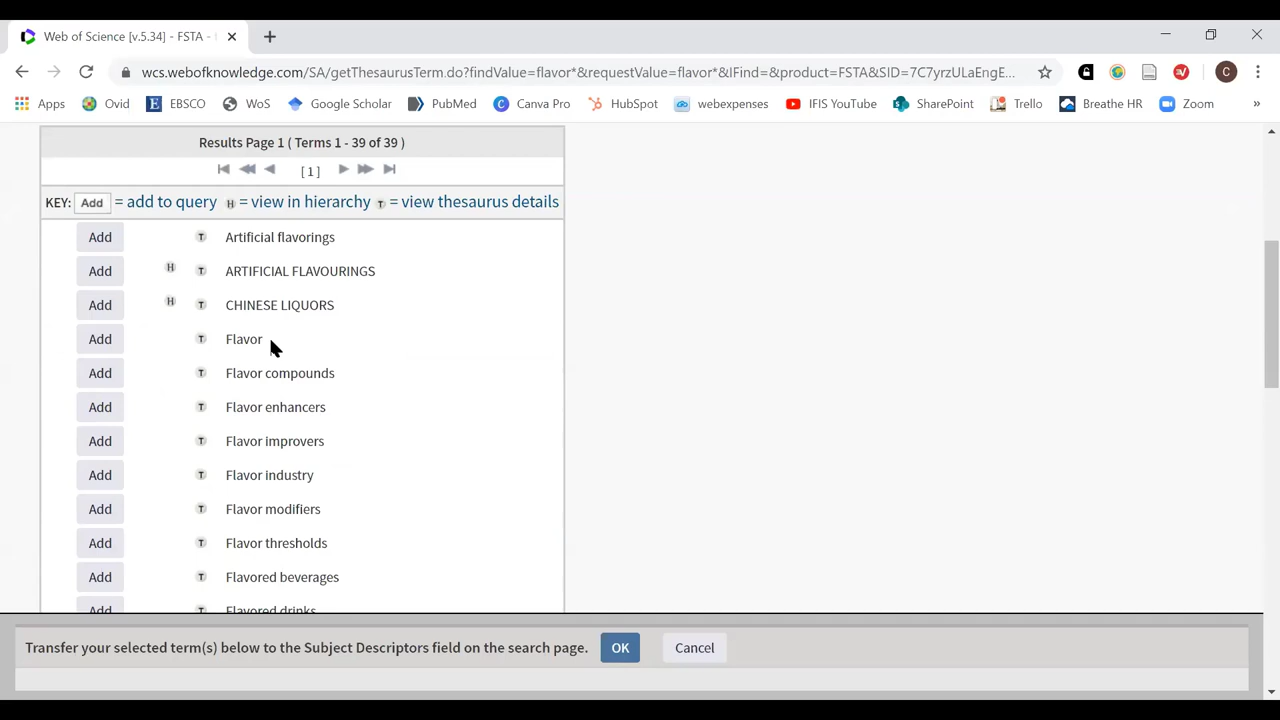 Web of Science [v.5.34] - FSTA -
wcs.webofknowledge.com/SA/getThesaurusTerm.do?findValue=flavor*&requestValue=flavor*&IFind=&product=FSTA&SID=7C7yrzULaEngE...
C
Apps Ovid EBSCO WoS Google Scholar PubMed Canva Pro HubSpot webexpenses IFIS YouTube SharePoint Trello Breathe HR Zoom »
Results Page 1 ( Terms 1 - 39 of 39 )
[ 1 ]
KEY: Add = add to query H = view in hierarchy T = view thesaurus details
Add T Artificial flavorings
Add H T ARTIFICIAL FLAVOURINGS
Add H T CHINESE LIQUORS
Add T Flavor
Add T Flavor compounds
Add T Flavor enhancers
Add T Flavor improvers
Add T Flavor industry
Add T Flavor modifiers
Add T Flavor thresholds
Add T Flavored beverages
Add T Flavored drinks
Transfer your selected term(s) below to the Subject Descriptors field on the search page. OK Cancel